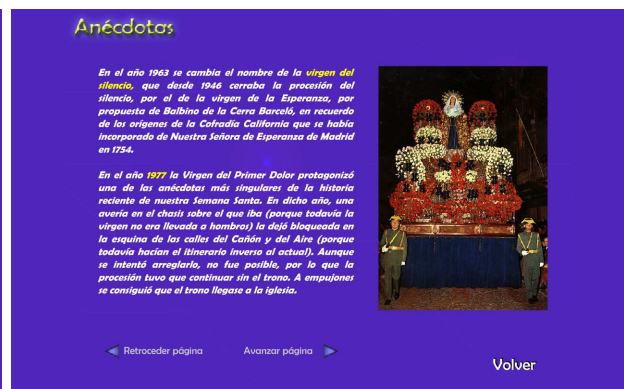 Anécdotas
En el año 1963 se cambia el nombre de la virgen del
silencio, que desde 1946 cerraba la procesión del
silencio, por el de la virgen de la Esperanza, por
propuesta de Balbino de la Cerra Barceló, en recuerdo
de los orígenes de la Cofradía California que se había
incorporado de Nuestra Señora de Esperanza de Madrid
en 1754.
En el año 1977 la Virgen del Primer Dolor protagonizó
una de las anécdotas más singulares de la historia
reciente de nuestra Semana Santa. En dicho año, una
avería en el chasis sobre el que iba (porque todavía la
virgen no era llevada a hombros) la dejó bloqueada en
la esquina de las calles del Cañón y del Aire (porque
todavía hacían el itinerario inverso al actual). Aunque
se intentó arreglarlo, no fue posible, por lo que la
procesión tuvo que continuar sin el trono. A empujones
se consiguió que el trono llegase a la iglesia.
Retroceder página
Avanzar página
Volver